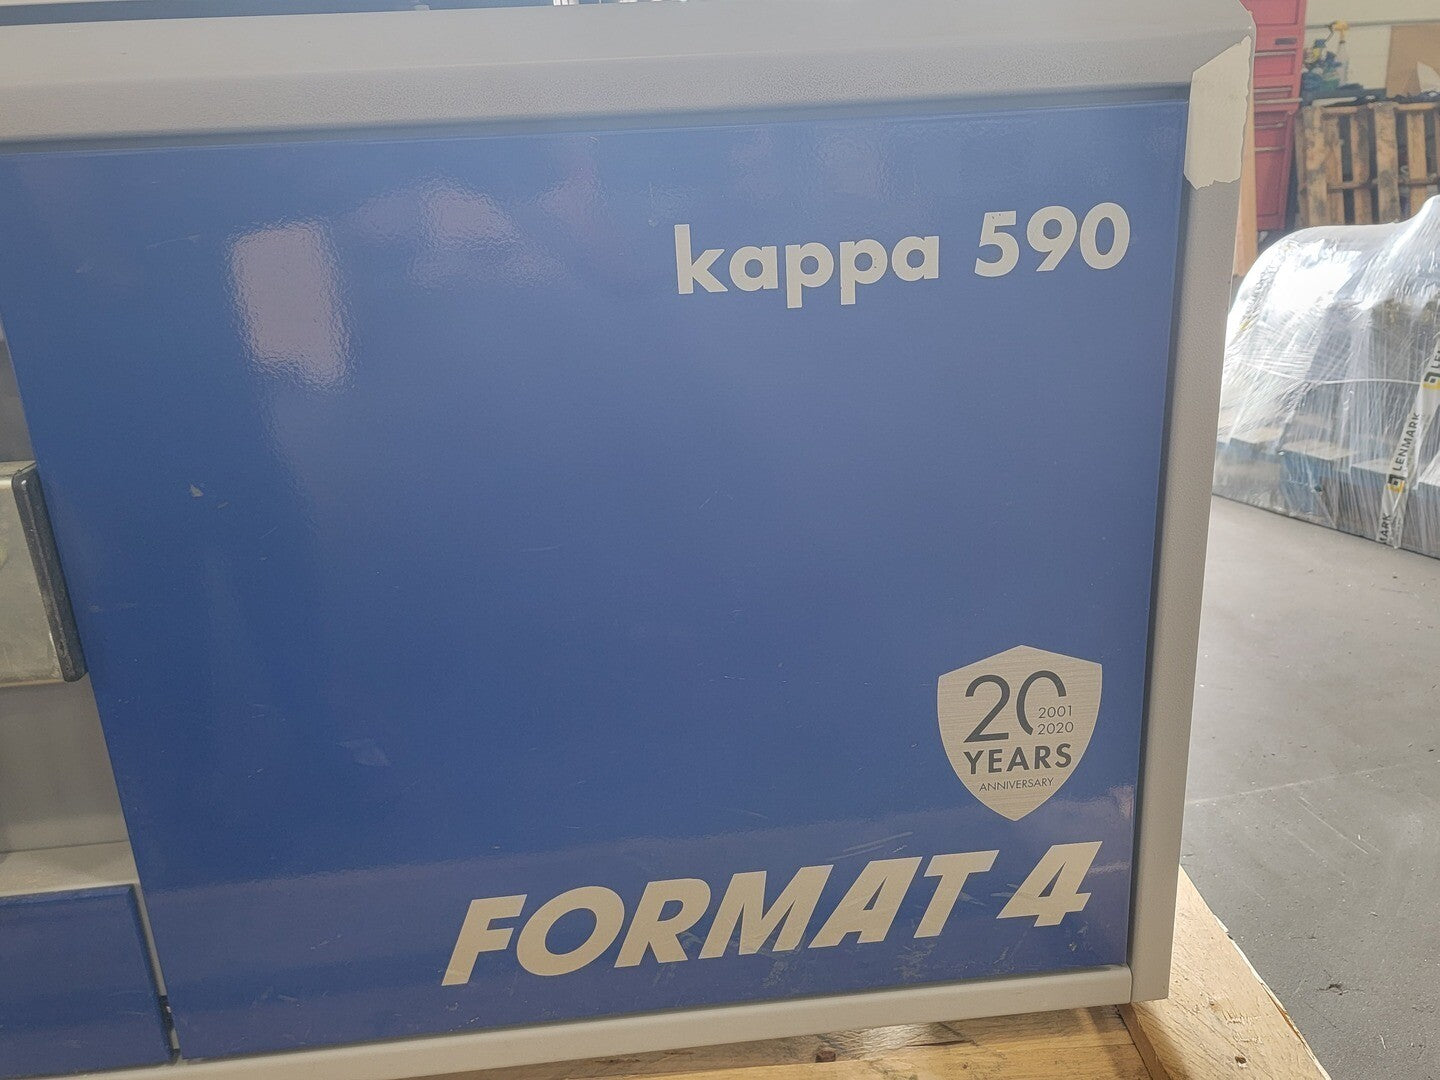 kappa 590
20
2001
2020
YEARS
ANNIVERSARY
FORMAT 4
LENMARK